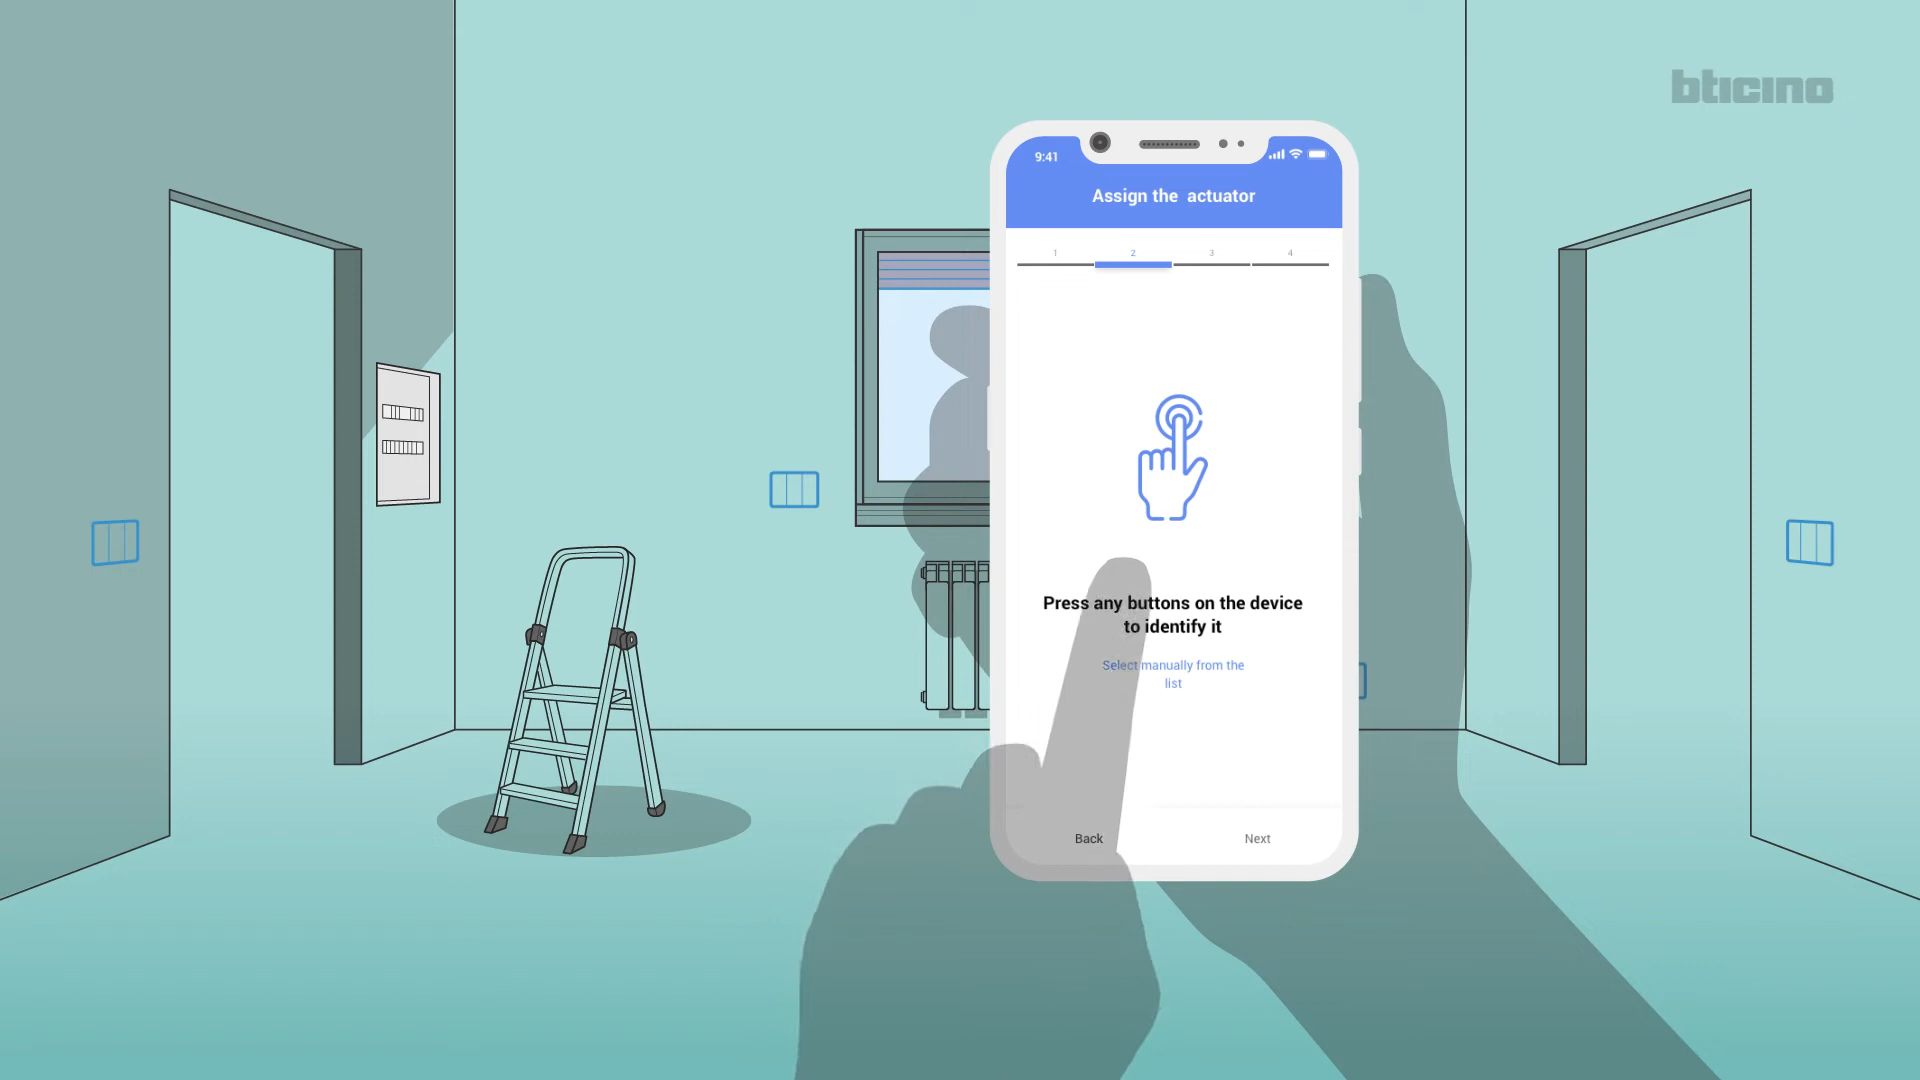 bticino
9:41
Assign the actuator
1 2 3 4
Press any buttons on the device
to identify it
Select manually from the
list
Back Next